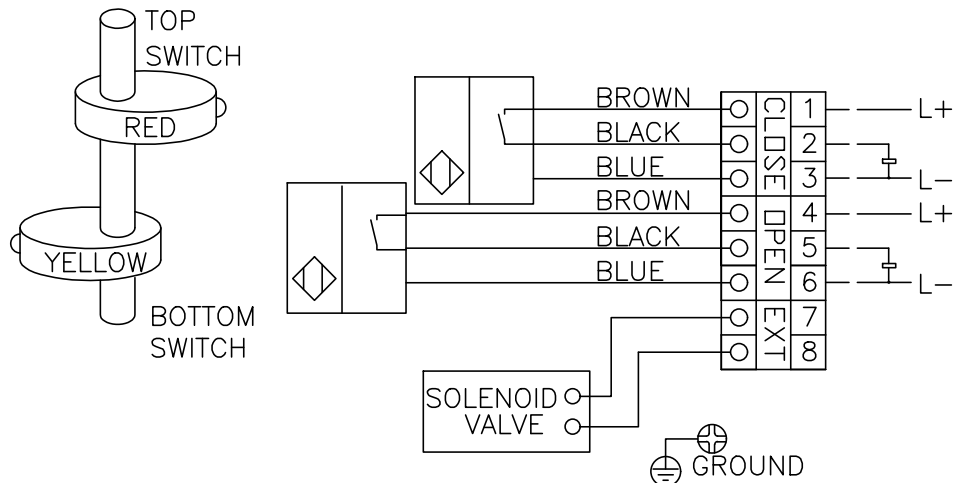 TOP
SWITCH
RED
YELLOW
BOTTOM
SWITCH
BROWN
BLACK
BLUE
BROWN
BLACK
BLUE
CLOSE
OPEN
EXT
1
2
3
4
5
6
7
8
L+
L-
L+
L-
SOLENOID
VALVE
GROUND